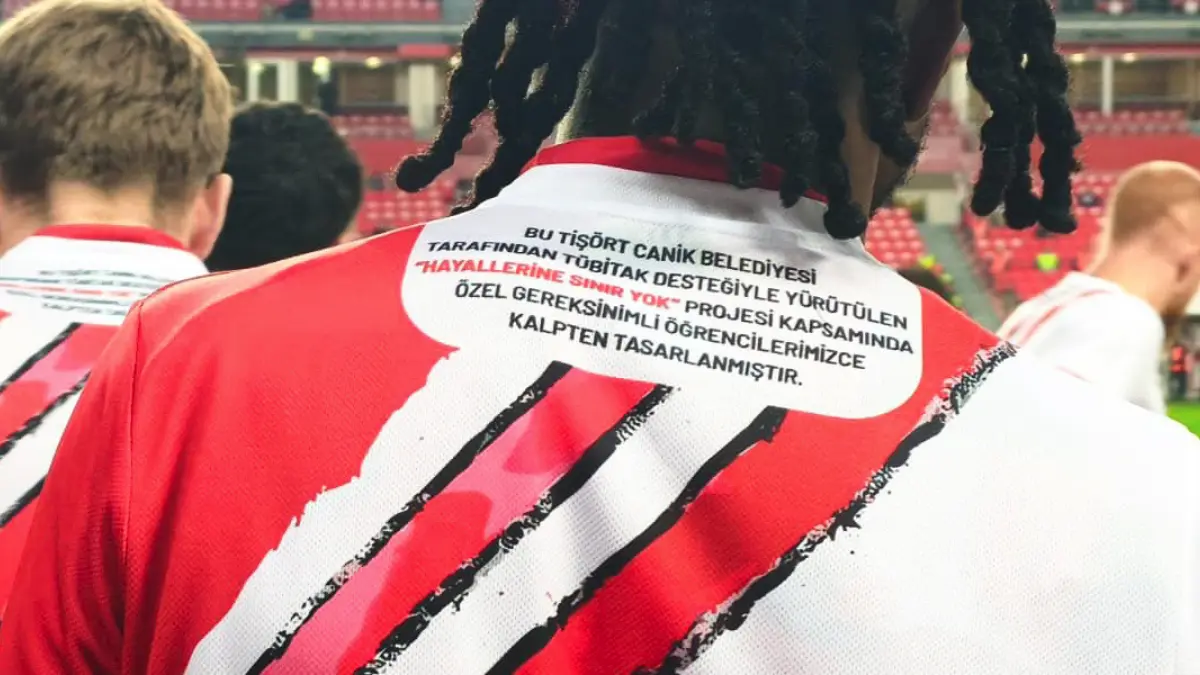 BU TİŞÖRT CANİK BELEDİYESİ
TARAFINDAN TÜBİTAK DESTEĞİYLE YÜRÜTÜLEN
"HAYALLERİNE SINIR YOK" PROJESİ KAPSAMINDA
ÖZEL GEREKSİNİMLİ ÖĞRENCİLERİMİZCE
KALPTEN TASARLANMIŞTIR.